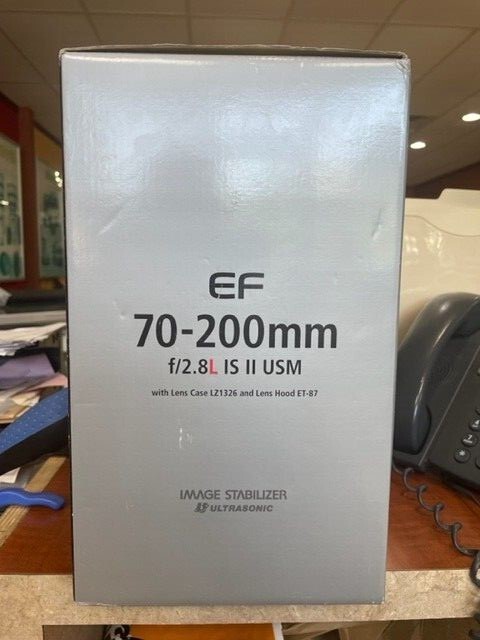 EF
70-200mm
f/2.8L IS II USM
with Lens Case LZ1326 and Lens Hood ET-87
IMAGE STABILIZER
ULTRASONIC